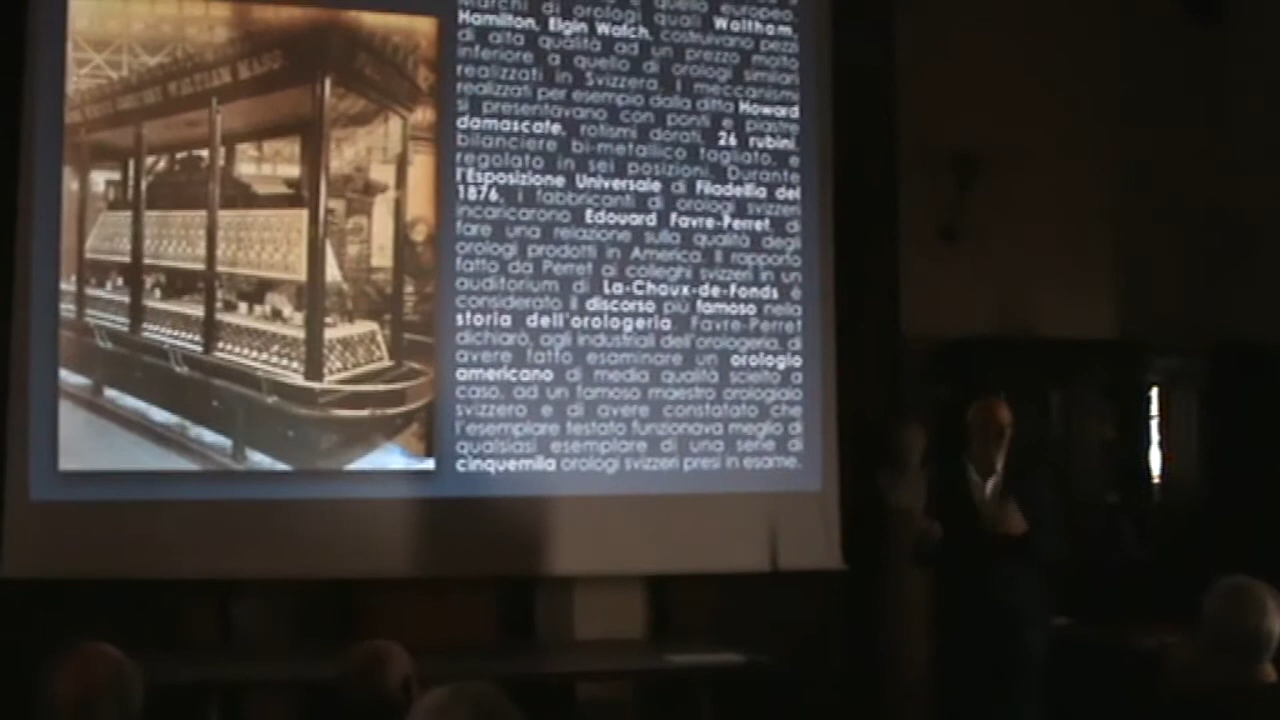 WALTHAM MASS.
e quello europeo.
Marchi di orologi quali Waltham,
Hamilton, Elgin Watch, costruivano pezzi
di alta qualità ad un prezzo molto
inferiore a quello di orologi similari
realizzati in Svizzera. I meccanismi
realizzati per esempio dalla ditta Howard
si presentavano con ponti e piastre
damascate, rotismi dorati, 26 rubini,
bilanciere bi-metallico tagliato, e
regolato in sei posizioni. Durante
l'Esposizione Universale di Filadelfia del
1876, i fabbricanti di orologi svizzeri
incaricarono Edouard Favre-Perret, di
fare una relazione sulla qualità degli
orologi prodotti in America. Il rapporto
fatto da Perret ai colleghi svizzeri in un
auditorium di La-Chaux-de-Fonds è
considerato il discorso più famoso nella
storia dell'orologeria. Favre-Perret
dichiarò, agli industriali dell'orologeria, di
avere fatto esaminare un orologio
americano di media qualità scielto a
caso, ad un famoso maestro orologiaio
svizzero e di avere constatato che
l'esemplare testato funzionava meglio di
qualsiasi esemplare di una serie di
cinquemila orologi svizzeri presi in esame.